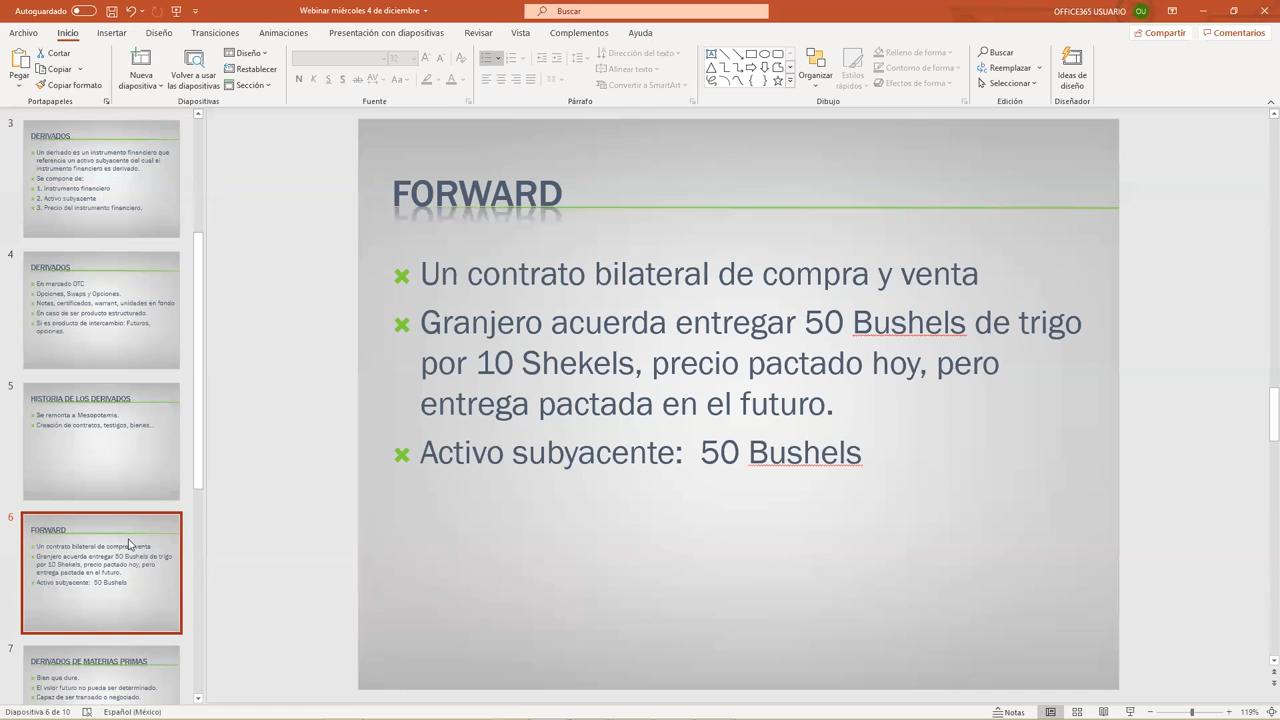 Autoguardado
Webinar miércoles 4 de diciembre
Buscar
OFFICE365 USUARIO
OU
Archivo
Inicio
Insertar
Diseño
Transiciones
Animaciones
Presentación con diapositivas
Revisar
Vista
Complementos
Ayuda
Compartir
Comentarios
Pegar
Cortar
Copiar
Copiar formato
Portapapeles
Nueva
diapositiva
Volver a usar
las diapositivas
Diseño
Restablecer
Sección
Diapositivas
32
N K S
Aa
Fuente
Dirección del texto
Alinear texto
Convertir a SmartArt
Párrafo
Organizar
Estilos
rápidos
Relleno de forma
Contorno de forma
Efectos de forma
Dibujo
Buscar
Reemplazar
Seleccionar
Edición
Ideas de
diseño
Diseñador
3
DERIVADOS
Un derivado es un instrumento financiero que
referencia un activo subyacente del cual el
instrumento financiero es derivado.
Se compone de:
1. Instrumento financiero
2. Activo subyacente
3. Precio del instrumento financiero.
4
DERIVADOS
En mercado OTC
Opciones, Swaps y Opciones.
Notas, certificados, warrant, unidades en fondo
En caso de ser producto estructurado.
Si es producto de intercambio: Futuros,
opciones.
5
HISTORIA DE LOS DERIVADOS
Se remonta a Mesopotamia.
Creación de contratos, testigos, bienes...
6
FORWARD
Un contrato bilateral de compra y venta
Granjero acuerda entregar 50 Bushels de trigo
por 10 Shekels, precio pactado hoy, pero
entrega pactada en el futuro.
Activo subyacente: 50 Bushels
7
DERIVADOS DE MATERIAS PRIMAS
Bien que dure.
El valor futuro no pueda ser determinado.
Capaz de ser transado o negociado.
FORWARD
Un contrato bilateral de compra y venta
Granjero acuerda entregar 50 Bushels de trigo
por 10 Shekels, precio pactado hoy, pero
entrega pactada en el futuro.
Activo subyacente: 50 Bushels
Diapositiva 6 de 10
Español (México)
Notas
119%